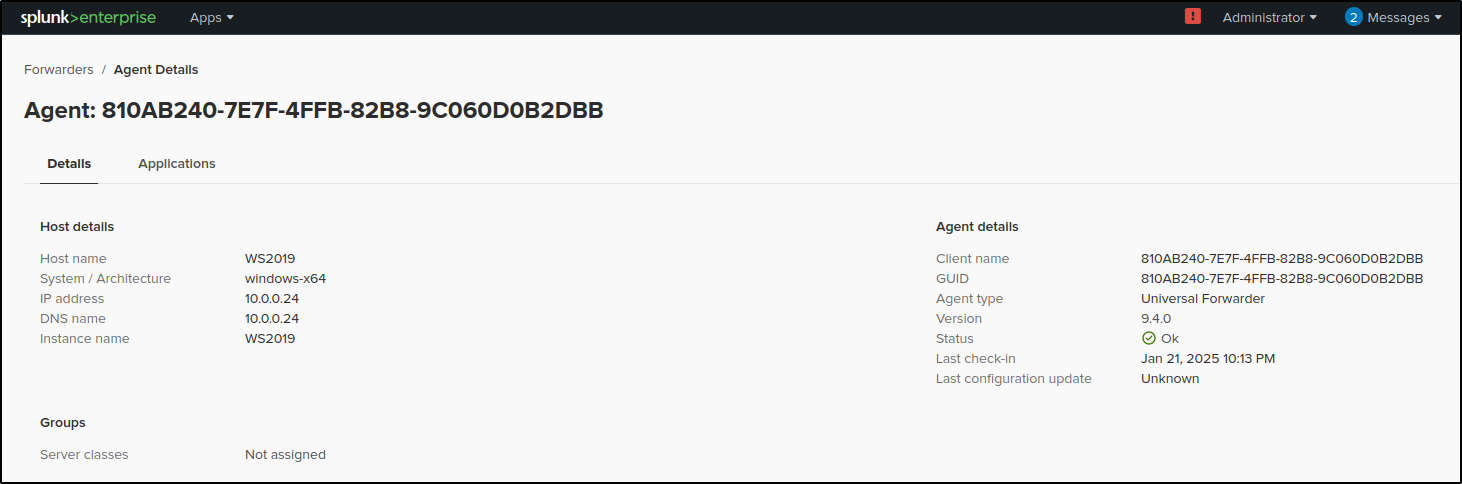 splunk>enterprise Apps ! Administrator 2 Messages
Forwarders / Agent Details
Agent: 810AB240-7E7F-4FFB-82B8-9C060D0B2DBB
Details Applications
Host details
Host name WS2019
System / Architecture windows-x64
IP address 10.0.0.24
DNS name 10.0.0.24
Instance name WS2019
Agent details
Client name 810AB240-7E7F-4FFB-82B8-9C060D0B2DBB
GUID 810AB240-7E7F-4FFB-82B8-9C060D0B2DBB
Agent type Universal Forwarder
Version 9.4.0
Status Ok
Last check-in Jan 21, 2025 10:13 PM
Last configuration update Unknown
Groups
Server classes Not assigned